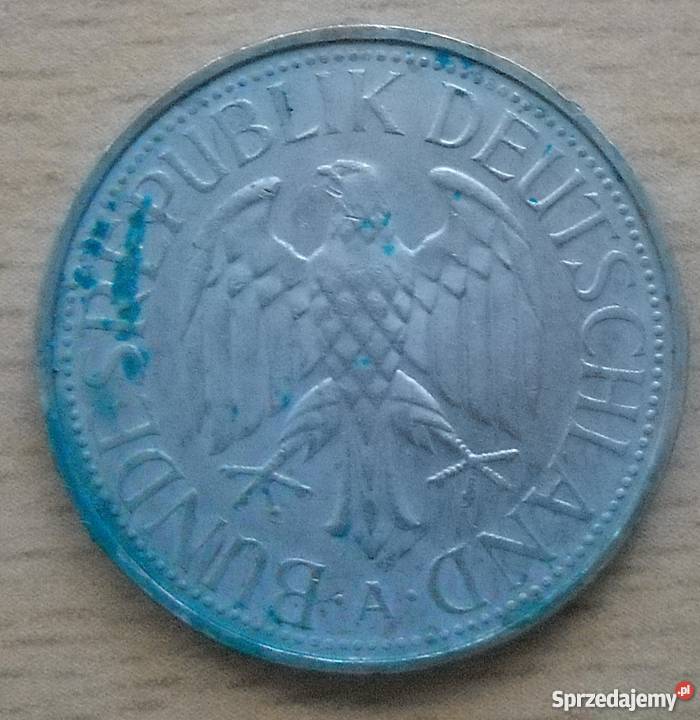 BUNDESREPUBLIK DEUTSCHLAND
· A ·
Sprzedajemy.pl